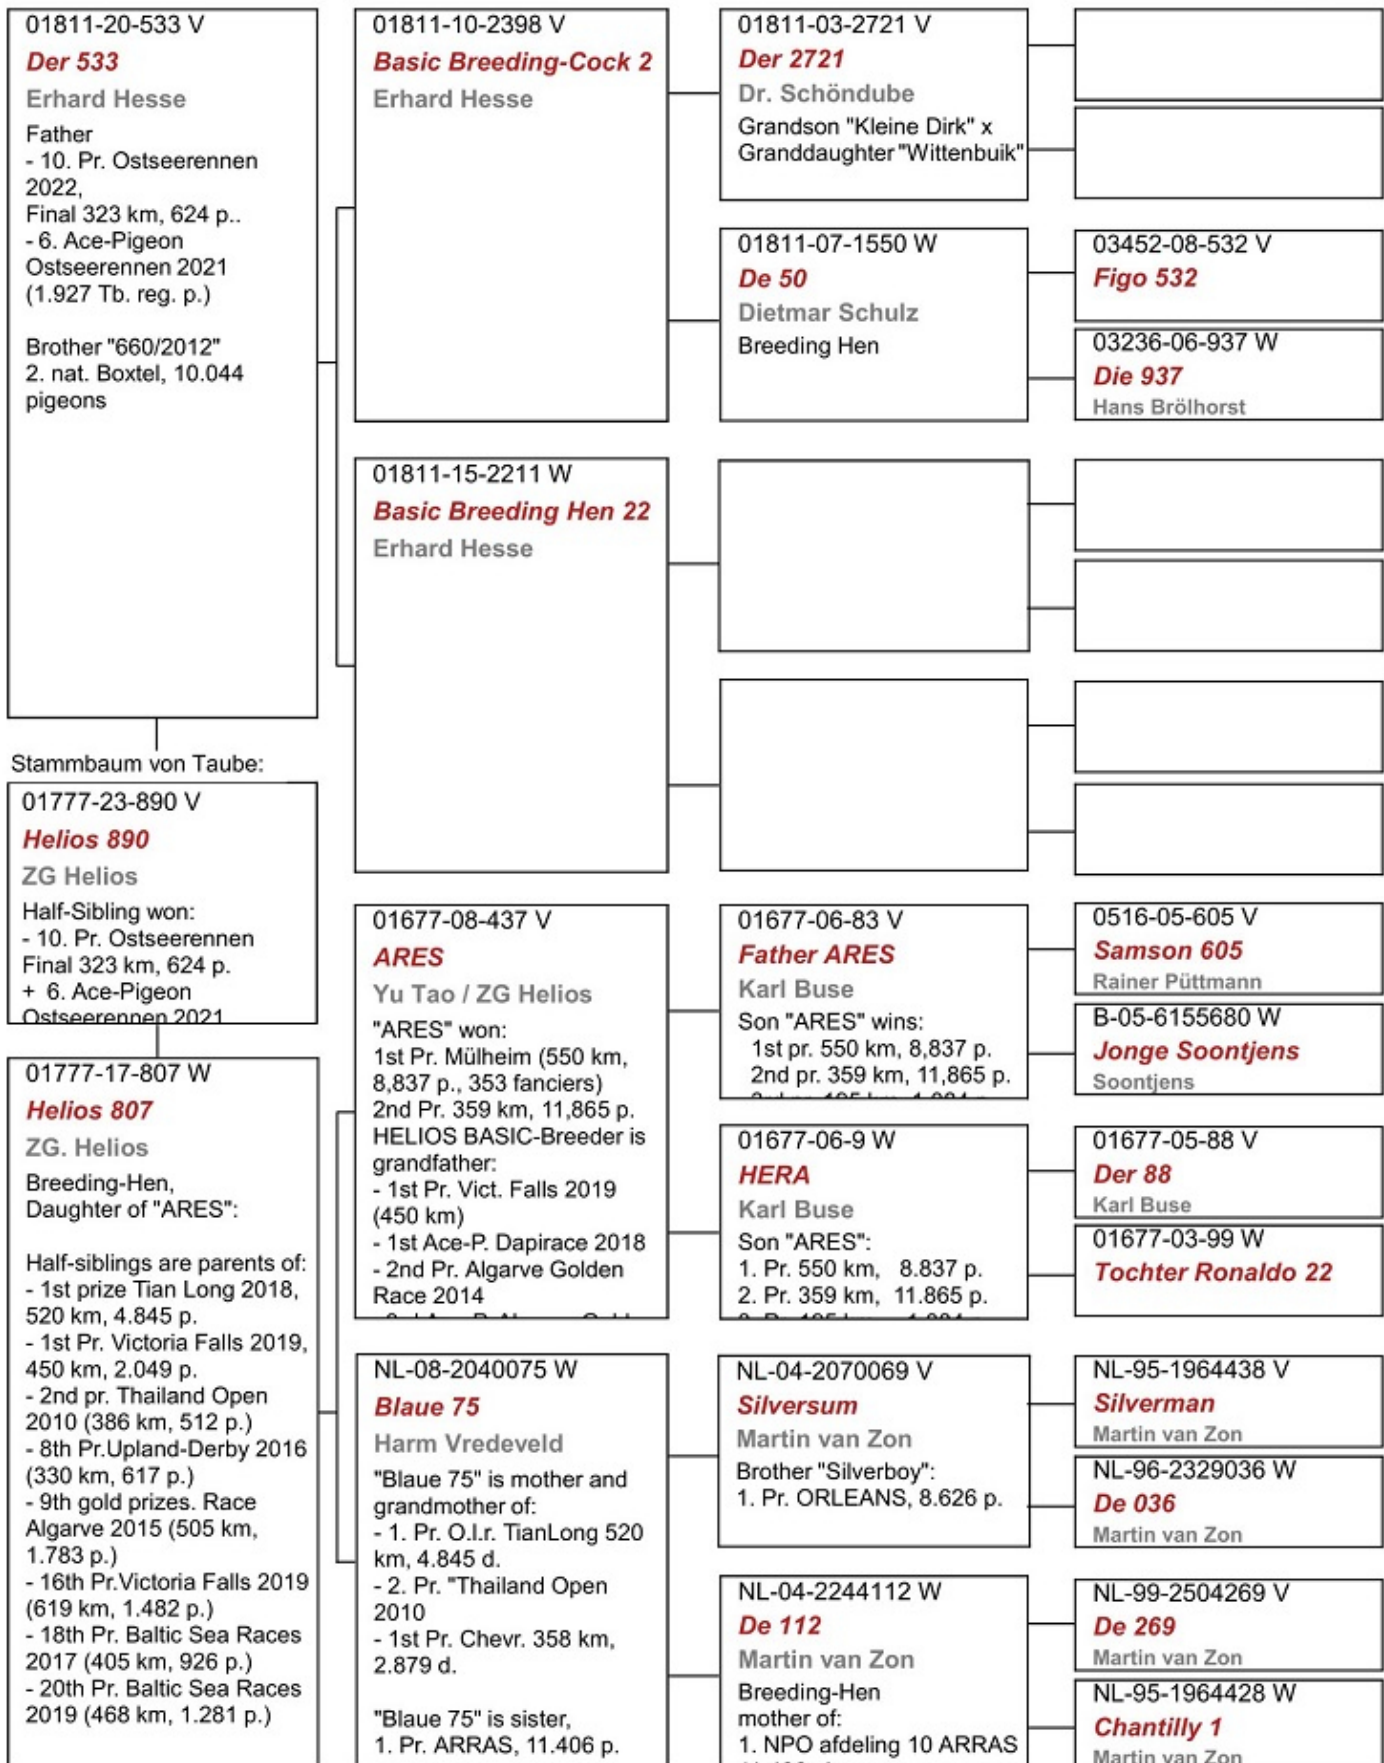 01811-20-533 V
Der 533
Erhard Hesse
Father
- 10. Pr. Ostseerennen
2022,
Final 323 km, 624 p..
- 6. Ace-Pigeon
Ostseerennen 2021
(1.927 Tb. reg. p.)
Brother "660/2012"
2. nat. Boxtel, 10.044
pigeons
Stammbaum von Taube:
01777-23-890 V
Helios 890
ZG Helios
Half-Sibling won:
- 10. Pr. Ostseerennen
Final 323 km, 624 p.
+ 6. Ace-Pigeon
Ostseerennen 2021
01777-17-807 W
Helios 807
ZG. Helios
Breeding-Hen,
Daughter of "ARES":
Half-siblings are parents of:
- 1st prize Tian Long 2018,
520 km, 4.845 p.
- 1st Pr. Victoria Falls 2019,
450 km, 2.049 p.
- 2nd pr. Thailand Open
2010 (386 km, 512 p.)
- 8th Pr.Upland-Derby 2016
(330 km, 617 p.)
- 9th gold prizes. Race
Algarve 2015 (505 km,
1.783 p.)
- 16th Pr.Victoria Falls 2019
(619 km, 1.482 p.)
- 18th Pr. Baltic Sea Races
2017 (405 km, 926 p.)
- 20th Pr. Baltic Sea Races
2019 (468 km, 1.281 p.)
01811-10-2398 V
Basic Breeding-Cock 2
Erhard Hesse
01811-15-2211 W
Basic Breeding Hen 22
Erhard Hesse
01677-08-437 V
ARES
Yu Tao / ZG Helios
"ARES" won:
1st Pr. Mülheim (550 km,
8,837 p., 353 fanciers)
2nd Pr. 359 km, 11,865 p.
HELIOS BASIC-Breeder is
grandfather:
- 1st Pr. Vict. Falls 2019
(450 km)
- 1st Ace-P. Dapirace 2018
- 2nd Pr. Algarve Golden
Race 2014
NL-08-2040075 W
Blaue 75
Harm Vredeveld
"Blaue 75" is mother and
grandmother of:
- 1. Pr. O.l.r. TianLong 520
km, 4.845 d.
- 2. Pr. "Thailand Open
2010
- 1st Pr. Chevr. 358 km,
2.879 d.
"Blaue 75" is sister,
1. Pr. ARRAS, 11.406 p.
01811-03-2721 V
Der 2721
Dr. Schöndube
Grandson "Kleine Dirk" x
Granddaughter "Wittenbuik"
01811-07-1550 W
De 50
Dietmar Schulz
Breeding Hen
01677-06-83 V
Father ARES
Karl Buse
Son "ARES" wins:
1st pr. 550 km, 8,837 p.
2nd pr. 359 km, 11,865 p.
01677-06-9 W
HERA
Karl Buse
Son "ARES":
1. Pr. 550 km, 8.837 p.
2. Pr. 359 km, 11.865 p.
NL-04-2070069 V
Silversum
Martin van Zon
Brother "Silverboy":
1. Pr. ORLEANS, 8.626 p.
NL-04-2244112 W
De 112
Martin van Zon
Breeding-Hen
mother of:
1. NPO afdeling 10 ARRAS
03452-08-532 V
Figo 532
03236-06-937 W
Die 937
Hans Brölhorst
0516-05-605 V
Samson 605
Rainer Püttmann
B-05-6155680 W
Jonge Soontjens
Soontjens
01677-05-88 V
Der 88
Karl Buse
01677-03-99 W
Tochter Ronaldo 22
NL-95-1964438 V
Silverman
Martin van Zon
NL-96-2329036 W
De 036
Martin van Zon
NL-99-2504269 V
De 269
Martin van Zon
NL-95-1964428 W
Chantilly 1
Martin van Zon